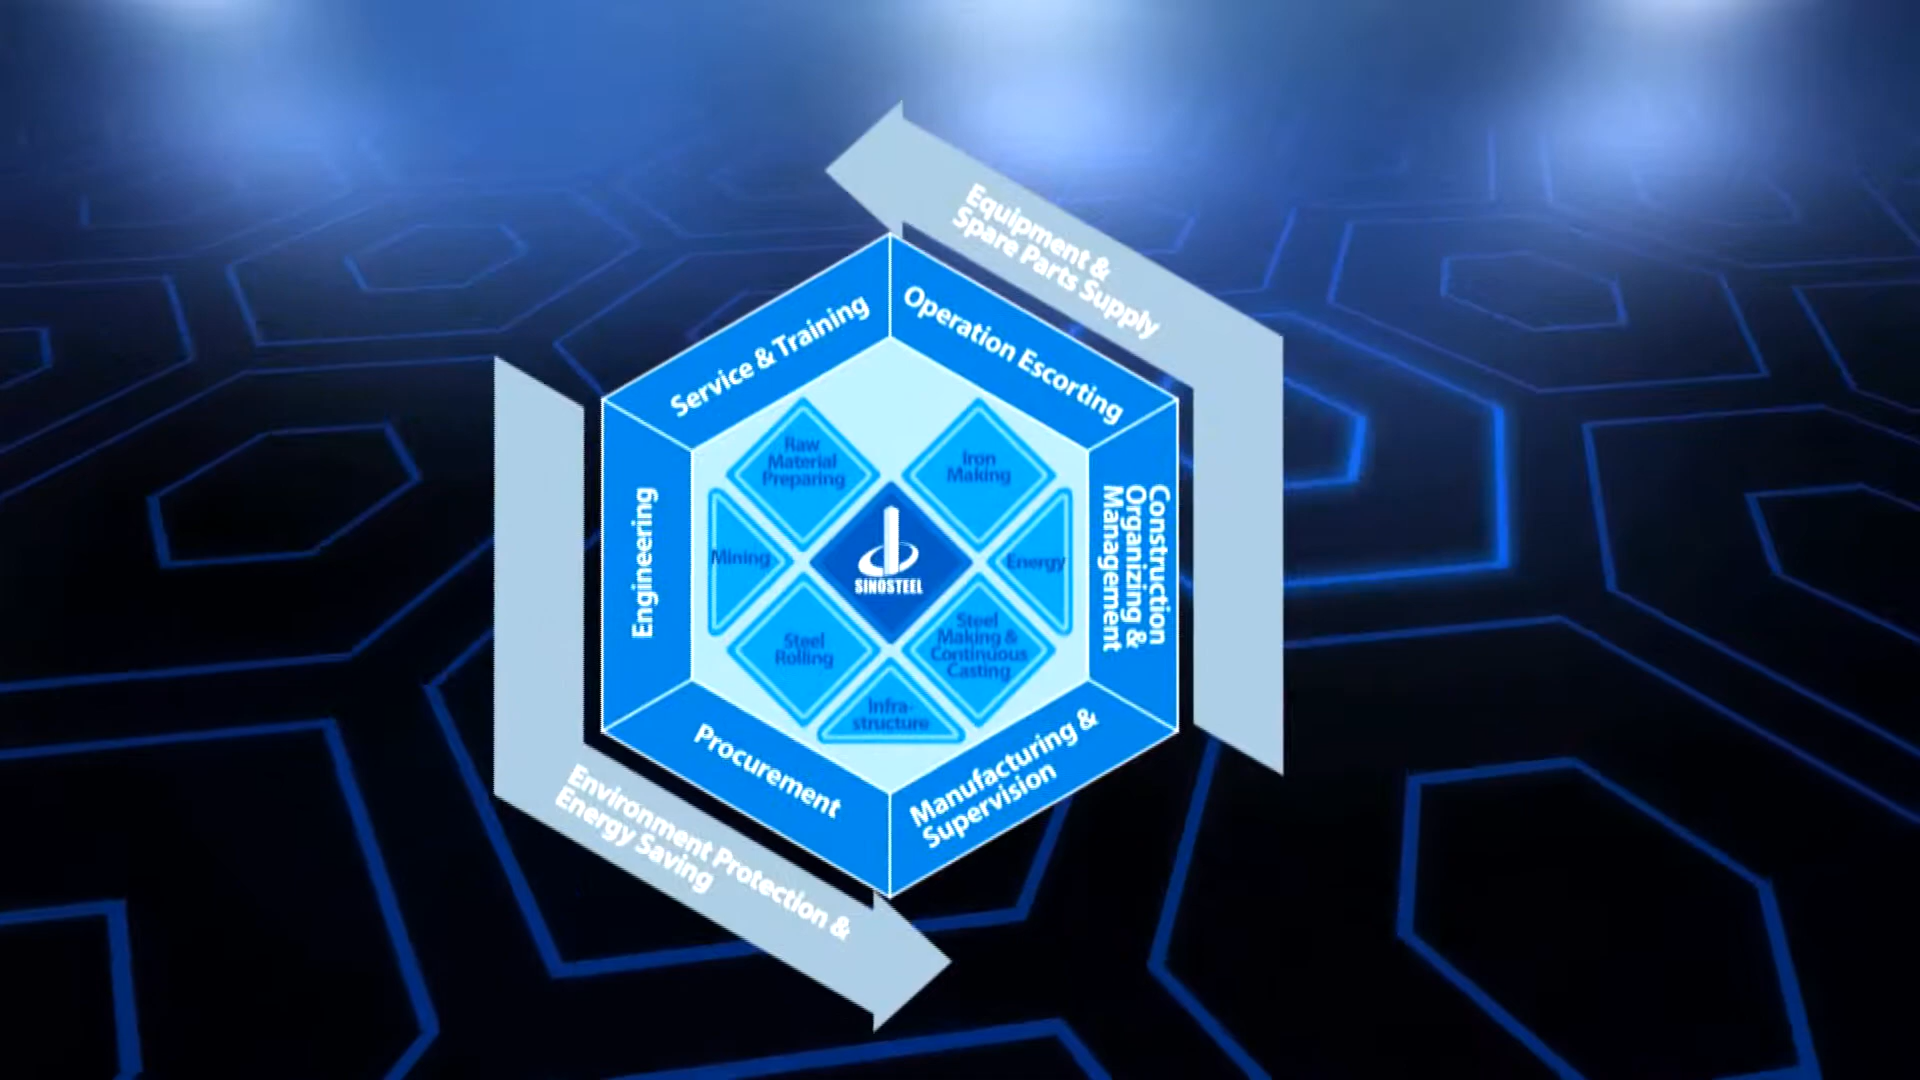 Equipment &
Spare Parts Supply
Service & Training
Operation Escorting
Raw
Material
Preparing
Iron
Making
Engineering
Construction
Organizing &
Management
Mining
SINOSTEEL
Energy
Steel
Rolling
Steel
Making &
Continuous
Casting
Infra-
structure
Procurement
Manufacturing &
Supervision
Environment Protection &
Energy Saving